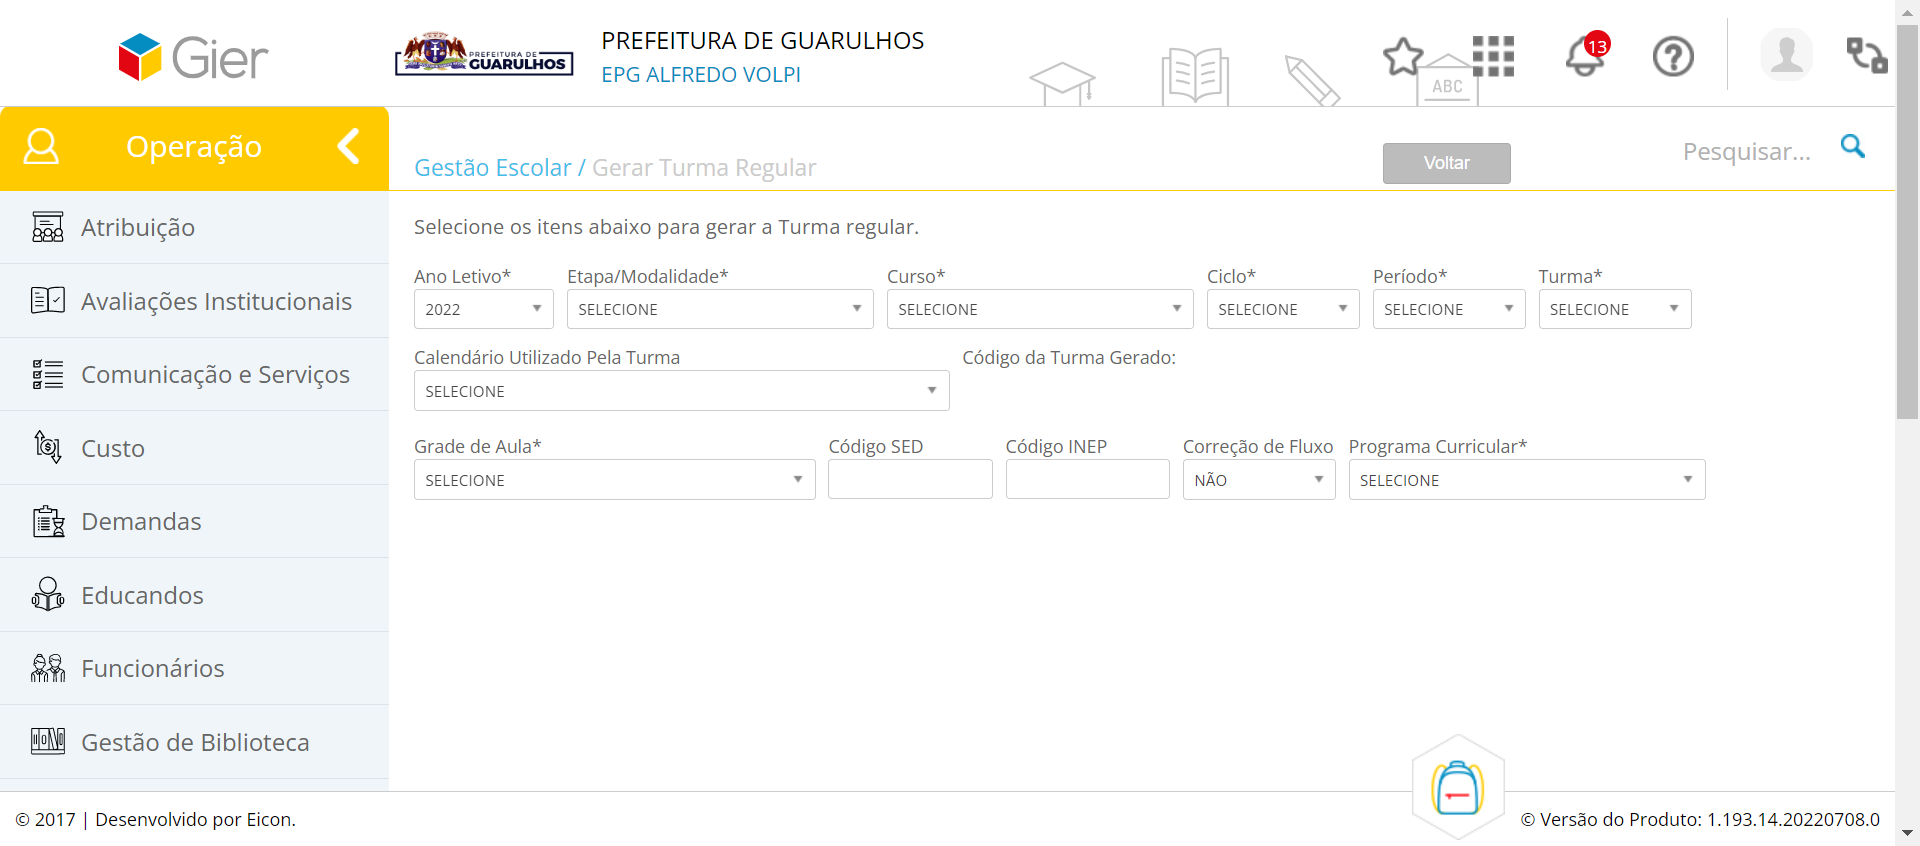 Gier
PREFEITURA DE
GUARULHOS
PREFEITURA DE GUARULHOS
EPG ALFREDO VOLPI
ABC
13
Operação
Gestão Escolar / Gerar Turma Regular
Voltar
Pesquisar...
Atribuição
Avaliações Institucionais
Comunicação e Serviços
Custo
Demandas
Educandos
Funcionários
Gestão de Biblioteca
Selecione os itens abaixo para gerar a Turma regular.
Ano Letivo* Etapa/Modalidade* Curso* Ciclo* Período* Turma*
2022 SELECIONE SELECIONE SELECIONE SELECIONE SELECIONE
Calendário Utilizado Pela Turma Código da Turma Gerado:
SELECIONE
Grade de Aula* Código SED Código INEP Correção de Fluxo Programa Curricular*
SELECIONE NÃO SELECIONE
© 2017 | Desenvolvido por Eicon.
© Versão do Produto: 1.193.14.20220708.0